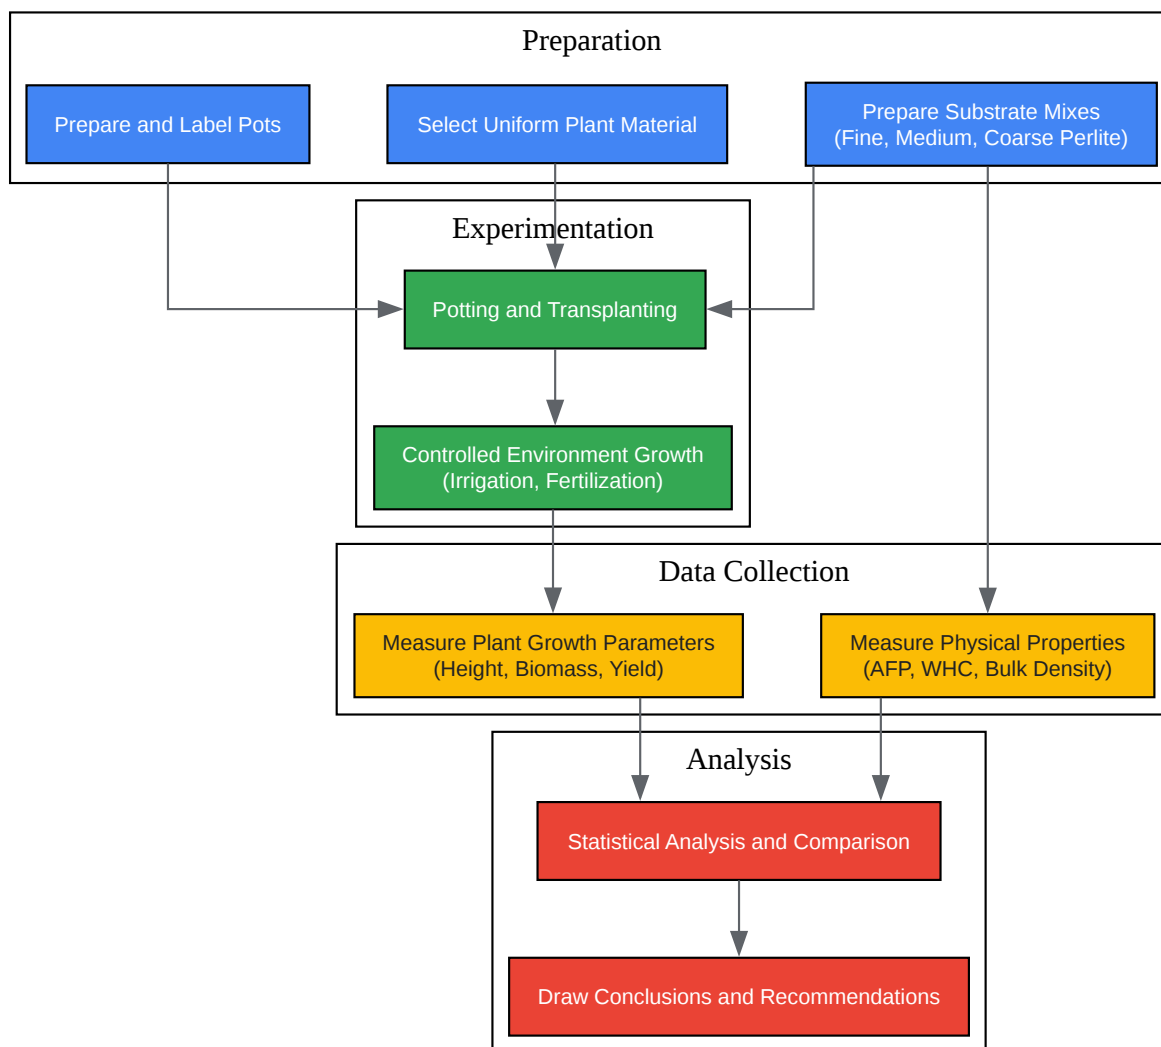 Preparation
Prepare and Label Pots
Select Uniform Plant Material
Prepare Substrate Mixes
(Fine, Medium, Coarse Perlite)
Experimentation
Potting and Transplanting
Controlled Environment Growth
(Irrigation, Fertilization)
Data Collection
Measure Plant Growth Parameters
(Height, Biomass, Yield)
Measure Physical Properties
(AFP, WHC, Bulk Density)
Analysis
Statistical Analysis and Comparison
Draw Conclusions and Recommendations